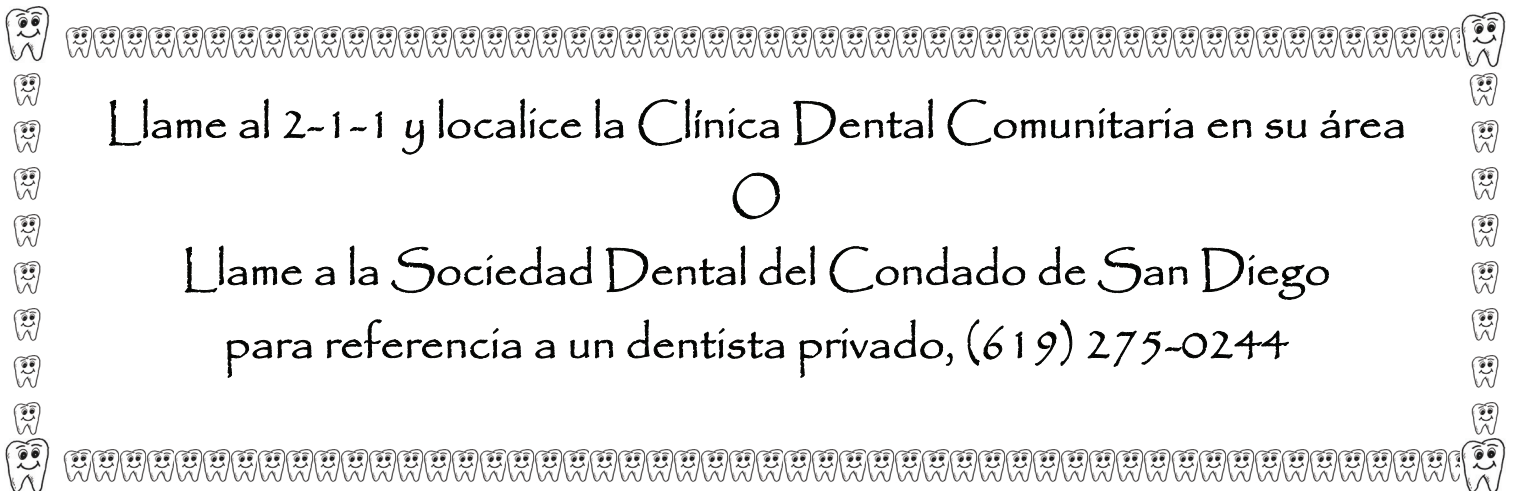 Llame al 2-1-1 y localice la Clínica Dental Comunitaria en su área
O
Llame a la Sociedad Dental del Condado de San Diego
para referencia a un dentista privado, (619) 275-0244